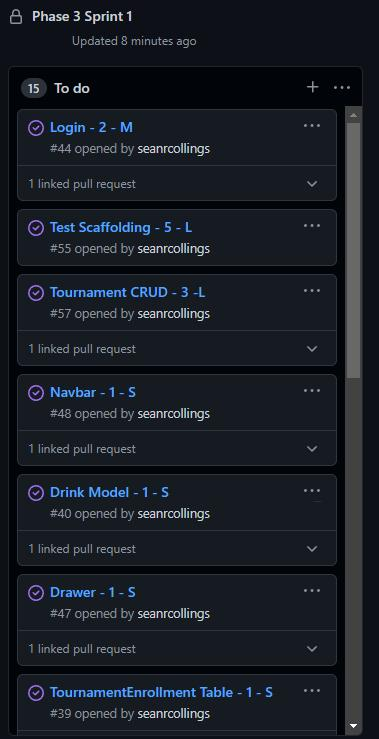 Phase 3 Sprint 1
Updated 8 minutes ago
15 To do
Login - 2 - M
#44 opened by seanrcollings
1 linked pull request
Test Scaffolding - 5 - L
#55 opened by seanrcollings
Tournament CRUD - 3 -L
#57 opened by seanrcollings
1 linked pull request
Navbar - 1 - S
#48 opened by seanrcollings
1 linked pull request
Drink Model - 1 - S
#40 opened by seanrcollings
1 linked pull request
Drawer - 1 - S
#47 opened by seanrcollings
1 linked pull request
TournamentEnrollment Table - 1 - S
#39 opened by seanrcollings